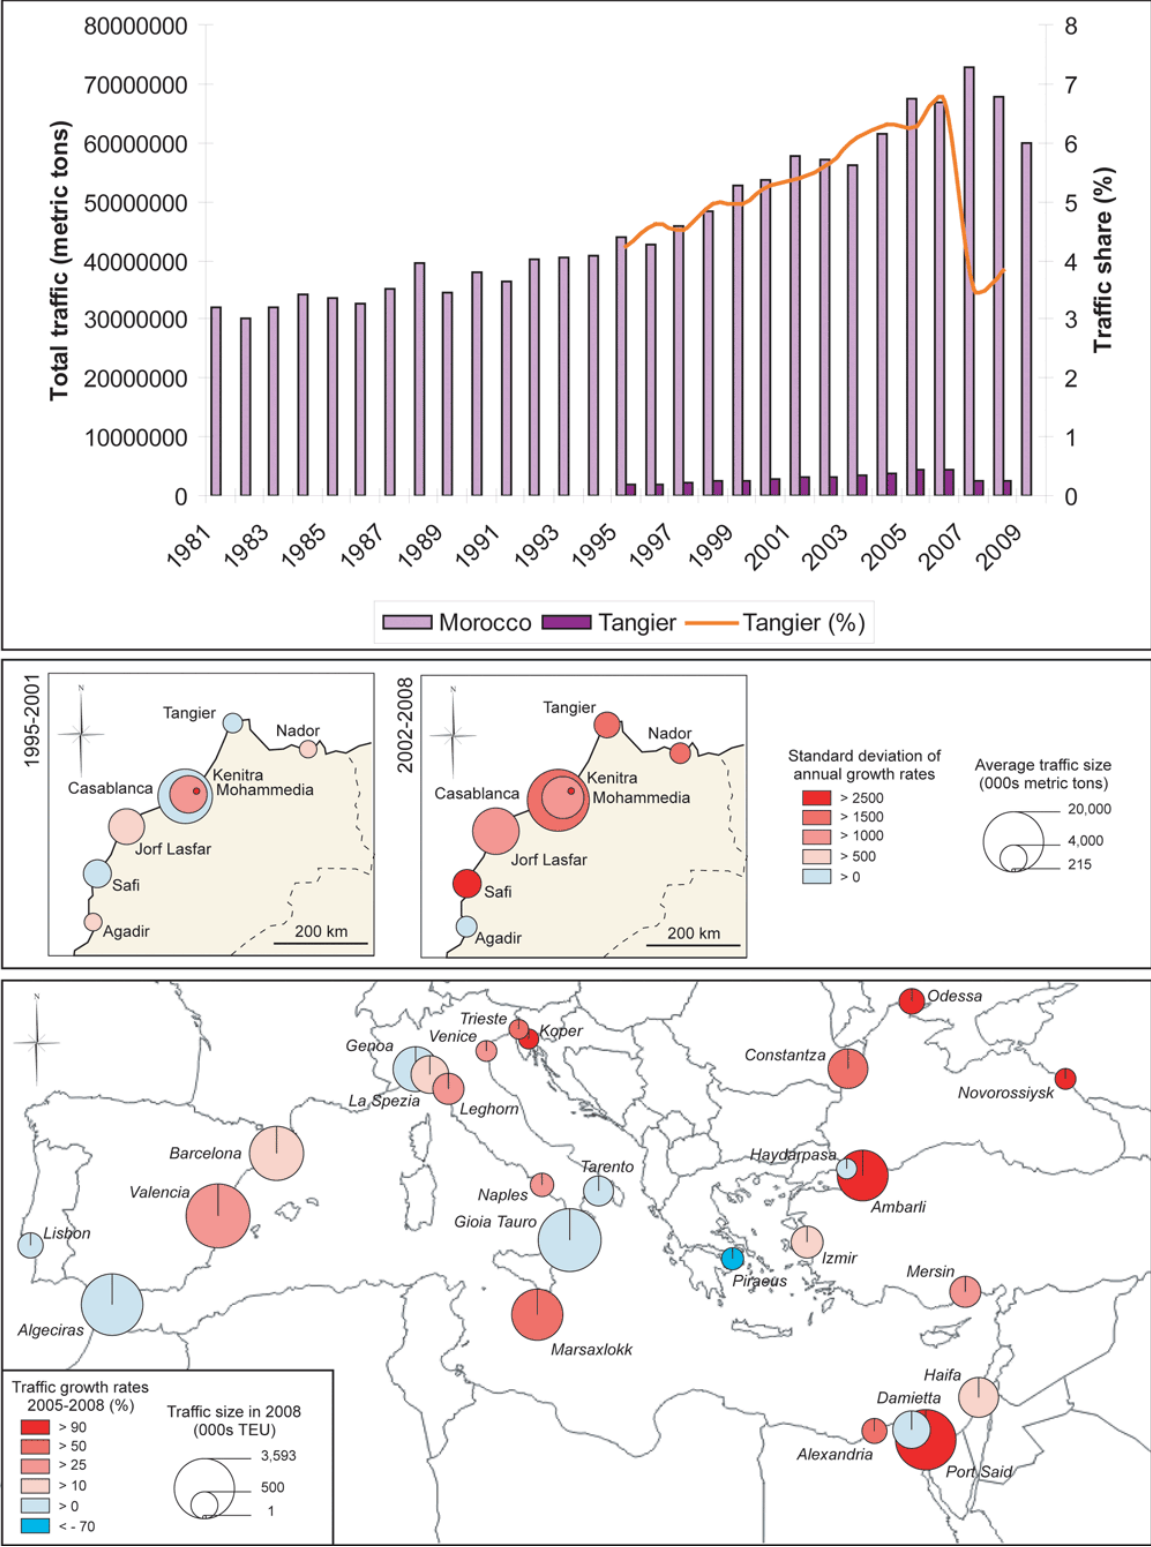 Total traffic (metric tons)
80000000
70000000
60000000
50000000
40000000
30000000
20000000
10000000
0
8
7
6
5
4
3
2
1
0
Traffic share (%)
1981
1983
1985
1987
1989
1991
1993
1995
1997
1999
2001
2003
2005
2007
2009
Morocco
Tangier
Tangier (%)
1995-2001
N
Tangier
Nador
Kenitra
Casablanca
Mohammedia
Jorf Lasfar
Safi
Agadir
200 km
2002-2008
N
Tangier
Nador
Kenitra
Casablanca
Mohammedia
Jorf Lasfar
Safi
Agadir
200 km
Standard deviation of
annual growth rates
> 2500
> 1500
> 1000
> 500
> 0
Average traffic size
(000s metric tons)
20,000
4,000
215
N
Odessa
Trieste
Koper
Venice
Genoa
Constantza
La Spezia
Leghorn
Novorossiysk
Barcelona
Haydarpasa
Tarento
Valencia
Naples
Ambarli
Gioia Tauro
Lisbon
Izmir
Piraeus
Mersin
Algeciras
Marsaxlokk
Haifa
Damietta
Alexandria
Port Said
Traffic growth rates
2005-2008 (%)
> 90
> 50
> 25
> 10
> 0
< - 70
Traffic size in 2008
(000s TEU)
3,593
500
1